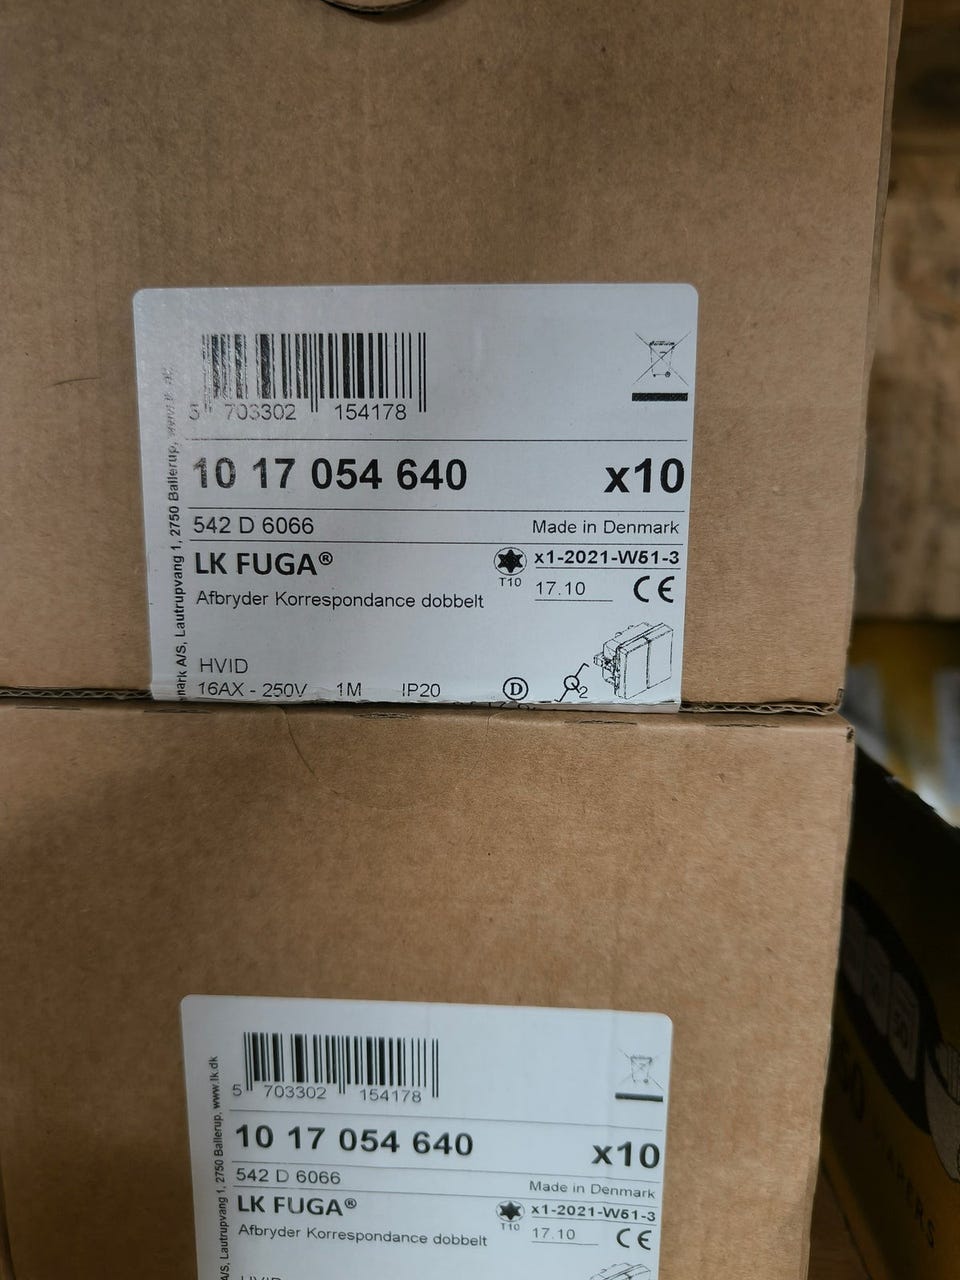 5 703302 154178
10 17 054 640 x10
542 D 6066 Made in Denmark
LK FUGA® x1-2021-W51-3
T10 17.10 CE
Afbryder Korrespondance dobbelt
HVID
16AX - 250V 1M IP20 D 2
mark A/S, Lautrupvang 1, 2750 Ballerup,
5 703302 154178
10 17 054 640 x10
542 D 6066 Made in Denmark
LK FUGA® x1-2021-W51-3
T10 17.10 CE
Afbryder Korrespondance dobbelt
HVID
A/S, Lautrupvang 1, 2750 Ballerup, www.lk.dk